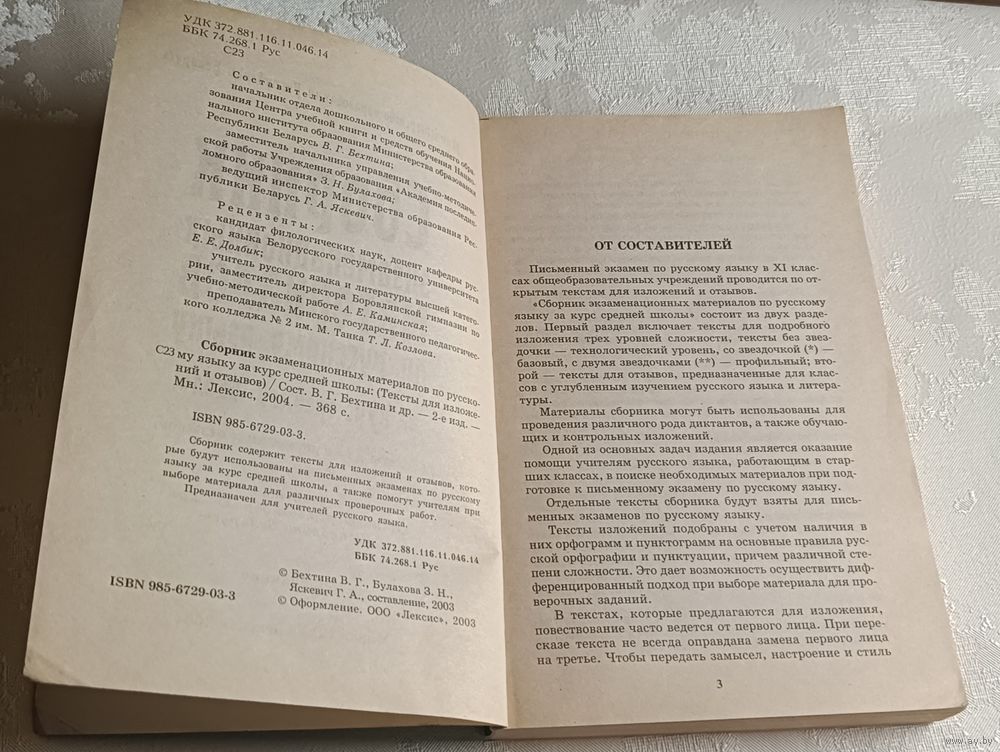 УДК 372.881.116.11.046.14
ББК 74.268.1 Рус
С23
Составители:
начальник отдела дошкольного и общего среднего обра-
зования Центра учебной книги и средств обучения Нацио-
нального института образования Министерства образования
Республики Беларусь В. Г. Бехтина;
заместитель начальника управления учебно-методиче-
ской работы Учреждения образования «Академия последип-
ломного образования» З. Н. Булахова;
ведущий инспектор Министерства образования Рес-
публики Беларусь Г. А. Яскевич.
Рецензенты:
кандидат филологических наук, доцент кафедры рус-
ского языка Белорусского государственного университета
Е. Е. Долбик;
учитель русского языка и литературы высшей катего-
рии, заместитель директора Боровлянской гимназии по
учебно-методической работе А. Е. Каминская;
преподаватель Минского государственного педагогичес-
кого колледжа № 2 им. М. Танка Т. Л. Козлова.
Сборник экзаменационных материалов по русско-
С23 му языку за курс средней школы: (Тексты для изложе-
ний и отзывов) / Сост. В. Г. Бехтина и др. — 2-е изд. —
Мн.: Лексис, 2004. — 368 с.
ISBN 985-6729-03-3.
Сборник содержит тексты для изложений и отзывов, кото-
рые будут использованы на письменных экзаменах по русскому
языку за курс средней школы, а также помогут учителям при
выборе материала для различных проверочных работ.
Предназначен для учителей русского языка.
УДК 372.881.116.11.046.14
ББК 74.268.1 Рус
© Бехтина В. Г., Булахова З. Н.,
Яскевич Г. А., составление, 2003
ISBN 985-6729-03-3
© Оформление. ООО «Лексис», 2003
ОТ СОСТАВИТЕЛЕЙ
Письменный экзамен по русскому языку в XI клас-
сах общеобразовательных учреждений проводится по от-
крытым текстам для изложений и отзывов.
«Сборник экзаменационных материалов по русскому
языку за курс средней школы» состоит из двух разде-
лов. Первый раздел включает тексты для подробного
изложения трех уровней сложности, тексты без звез-
дочки — технологический уровень, со звездочкой (*) —
базовый, с двумя звездочками (**) — профильный; вто-
рой — тексты для отзывов, предназначенные для клас-
сов с углубленным изучением русского языка и литера-
туры.
Материалы сборника могут быть использованы для
проведения различного рода диктантов, а также обучаю-
щих и контрольных изложений.
Одной из основных задач издания является оказание
помощи учителям русского языка, работающим в стар-
ших классах, в поиске необходимых материалов при под-
готовке к письменному экзамену по русскому языку.
Отдельные тексты сборника будут взяты для пись-
менных экзаменов по русскому языку.
Тексты изложений подобраны с учетом наличия в
них орфограмм и пунктограмм на основные правила рус-
ской орфографии и пунктуации, причем различной сте-
пени сложности. Это дает возможность осуществить диф-
ференцированный подход при выборе материала для про-
верочных заданий.
В текстах, которые предлагаются для изложения,
повествование часто ведется от первого лица. При пере-
сказе текста не всегда оправдана замена первого лица
на третье. Чтобы передать замысел, настроение и стиль
3
www.ay.by